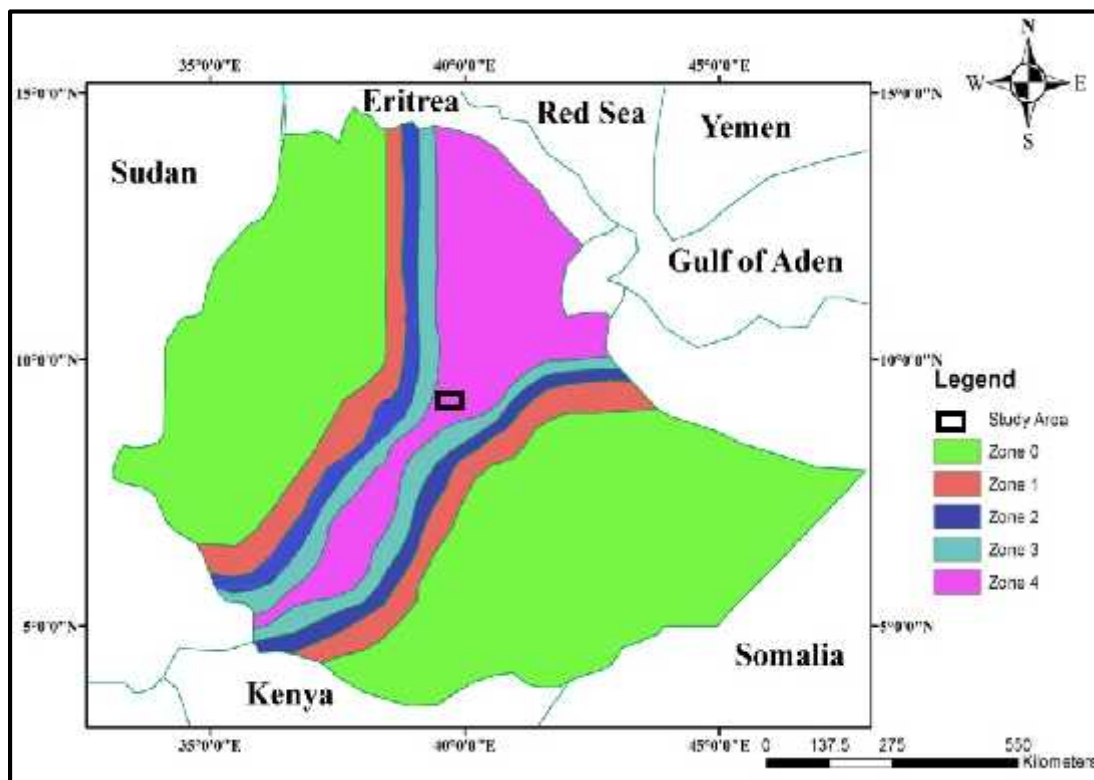 N
W E
S
35°0'0"E 40°0'0"E 45°0'0"E
15°0'0"N 15°0'0"N
Eritrea
Red Sea
Yemen
Sudan
Gulf of Aden
10°0'0"N 10°0'0"N
Legend
Study Area
Zone 0
Zone 1
Zone 2
Zone 3
Zone 4
5°0'0"N 5°0'0"N
Somalia
Kenya
35°0'0"E 40°0'0"E 45°0'0"E
0 137.5 275 550
Kilometers